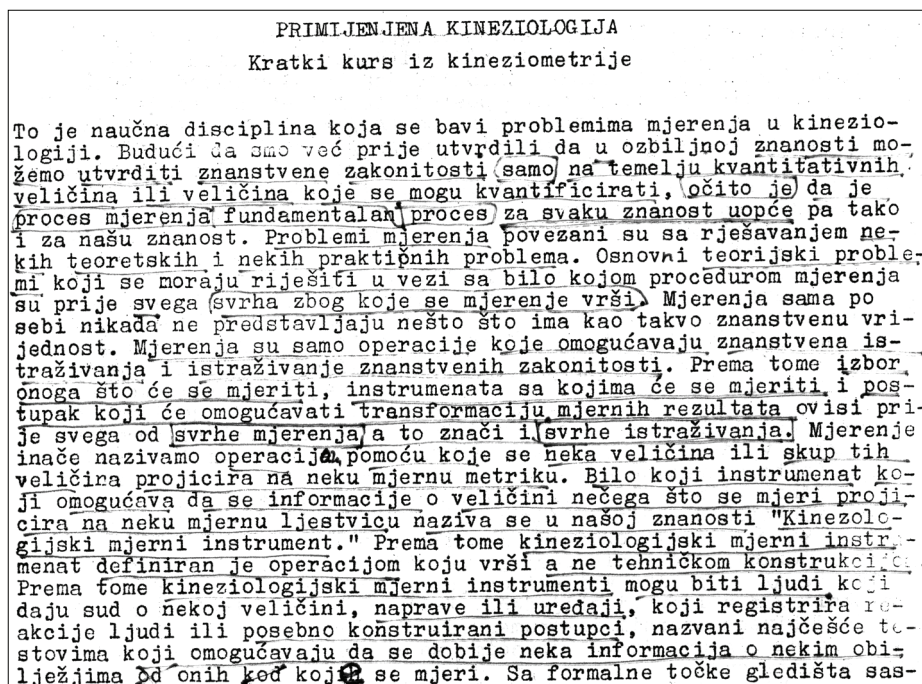 PRIMIJENJENA KINEZIOLOGIJA
Kratki kurs iz kineziometrije
To je naučna disciplina koja se bavi problemima mjerenja u kinezio-
logiji. Budući da smo već prije utvrdili da u ozbiljnoj znanosti mo-
žemo utvrditi znanstvene zakonitosti samo na temelju kvantitativnih
veličina ili veličina koje se mogu kvantificirati, očito je da je
proces mjerenja fundamentalan proces za svaku znanost uopće pa tako
i za našu znanost. Problemi mjerenja povezani su sa rješavanjem ne-
kih teoretskih i nekih praktičnih problema. Osnovni teorijski proble-
mi koji se moraju riješiti u vezi sa bilo kojom procedurom mjerenja
su prije svega svrha zbog koje se mjerenje vrši. Mjerenja sama po
sebi nikada ne predstavljaju nešto što ima kao takvo znanstvenu vri-
jednost. Mjerenja su samo operacije koje omogućavaju znanstvena is-
traživanja i istraživanje znanstvenih zakonitosti. Prema tome izbor
onoga što će se mjeriti, instrumenata sa kojima će se mjeriti i pos-
tupak koji će omogućavati transformaciju mjernih rezultata ovisi pri-
je svega od svrhe mjerenja a to znači i svrhe istraživanja. Mjerenje
inače nazivamo operacijom pomoću koje se neka veličina ili skup tih
veličina projicira na neku mjernu metriku. Bilo koji instrumenat ko-
ji omogućava da se informacije o veličini nečega što se mjeri proji-
cira na neku mjernu ljestvicu naziva se u našoj znanosti "Kinezolo-
gijski mjerni instrument." Prema tome kineziologijski mjerni instru-
menat definiran je operacijom koju vrši a ne tehničkom konstrukcijom.
Prema tome kineziologijski mjerni instrumenti mogu biti ljudi koji
daju sud o nekoj veličini, naprave ili uređaji, koji registrira re-
akcije ljudi ili posebno konstruirani postupci, nazvani najčešće te-
stovima koji omogućavaju da se dobije neka informacija o nekim obi-
lježjima od onih kod kojih se mjeri. Sa formalne točke gledišta sas-